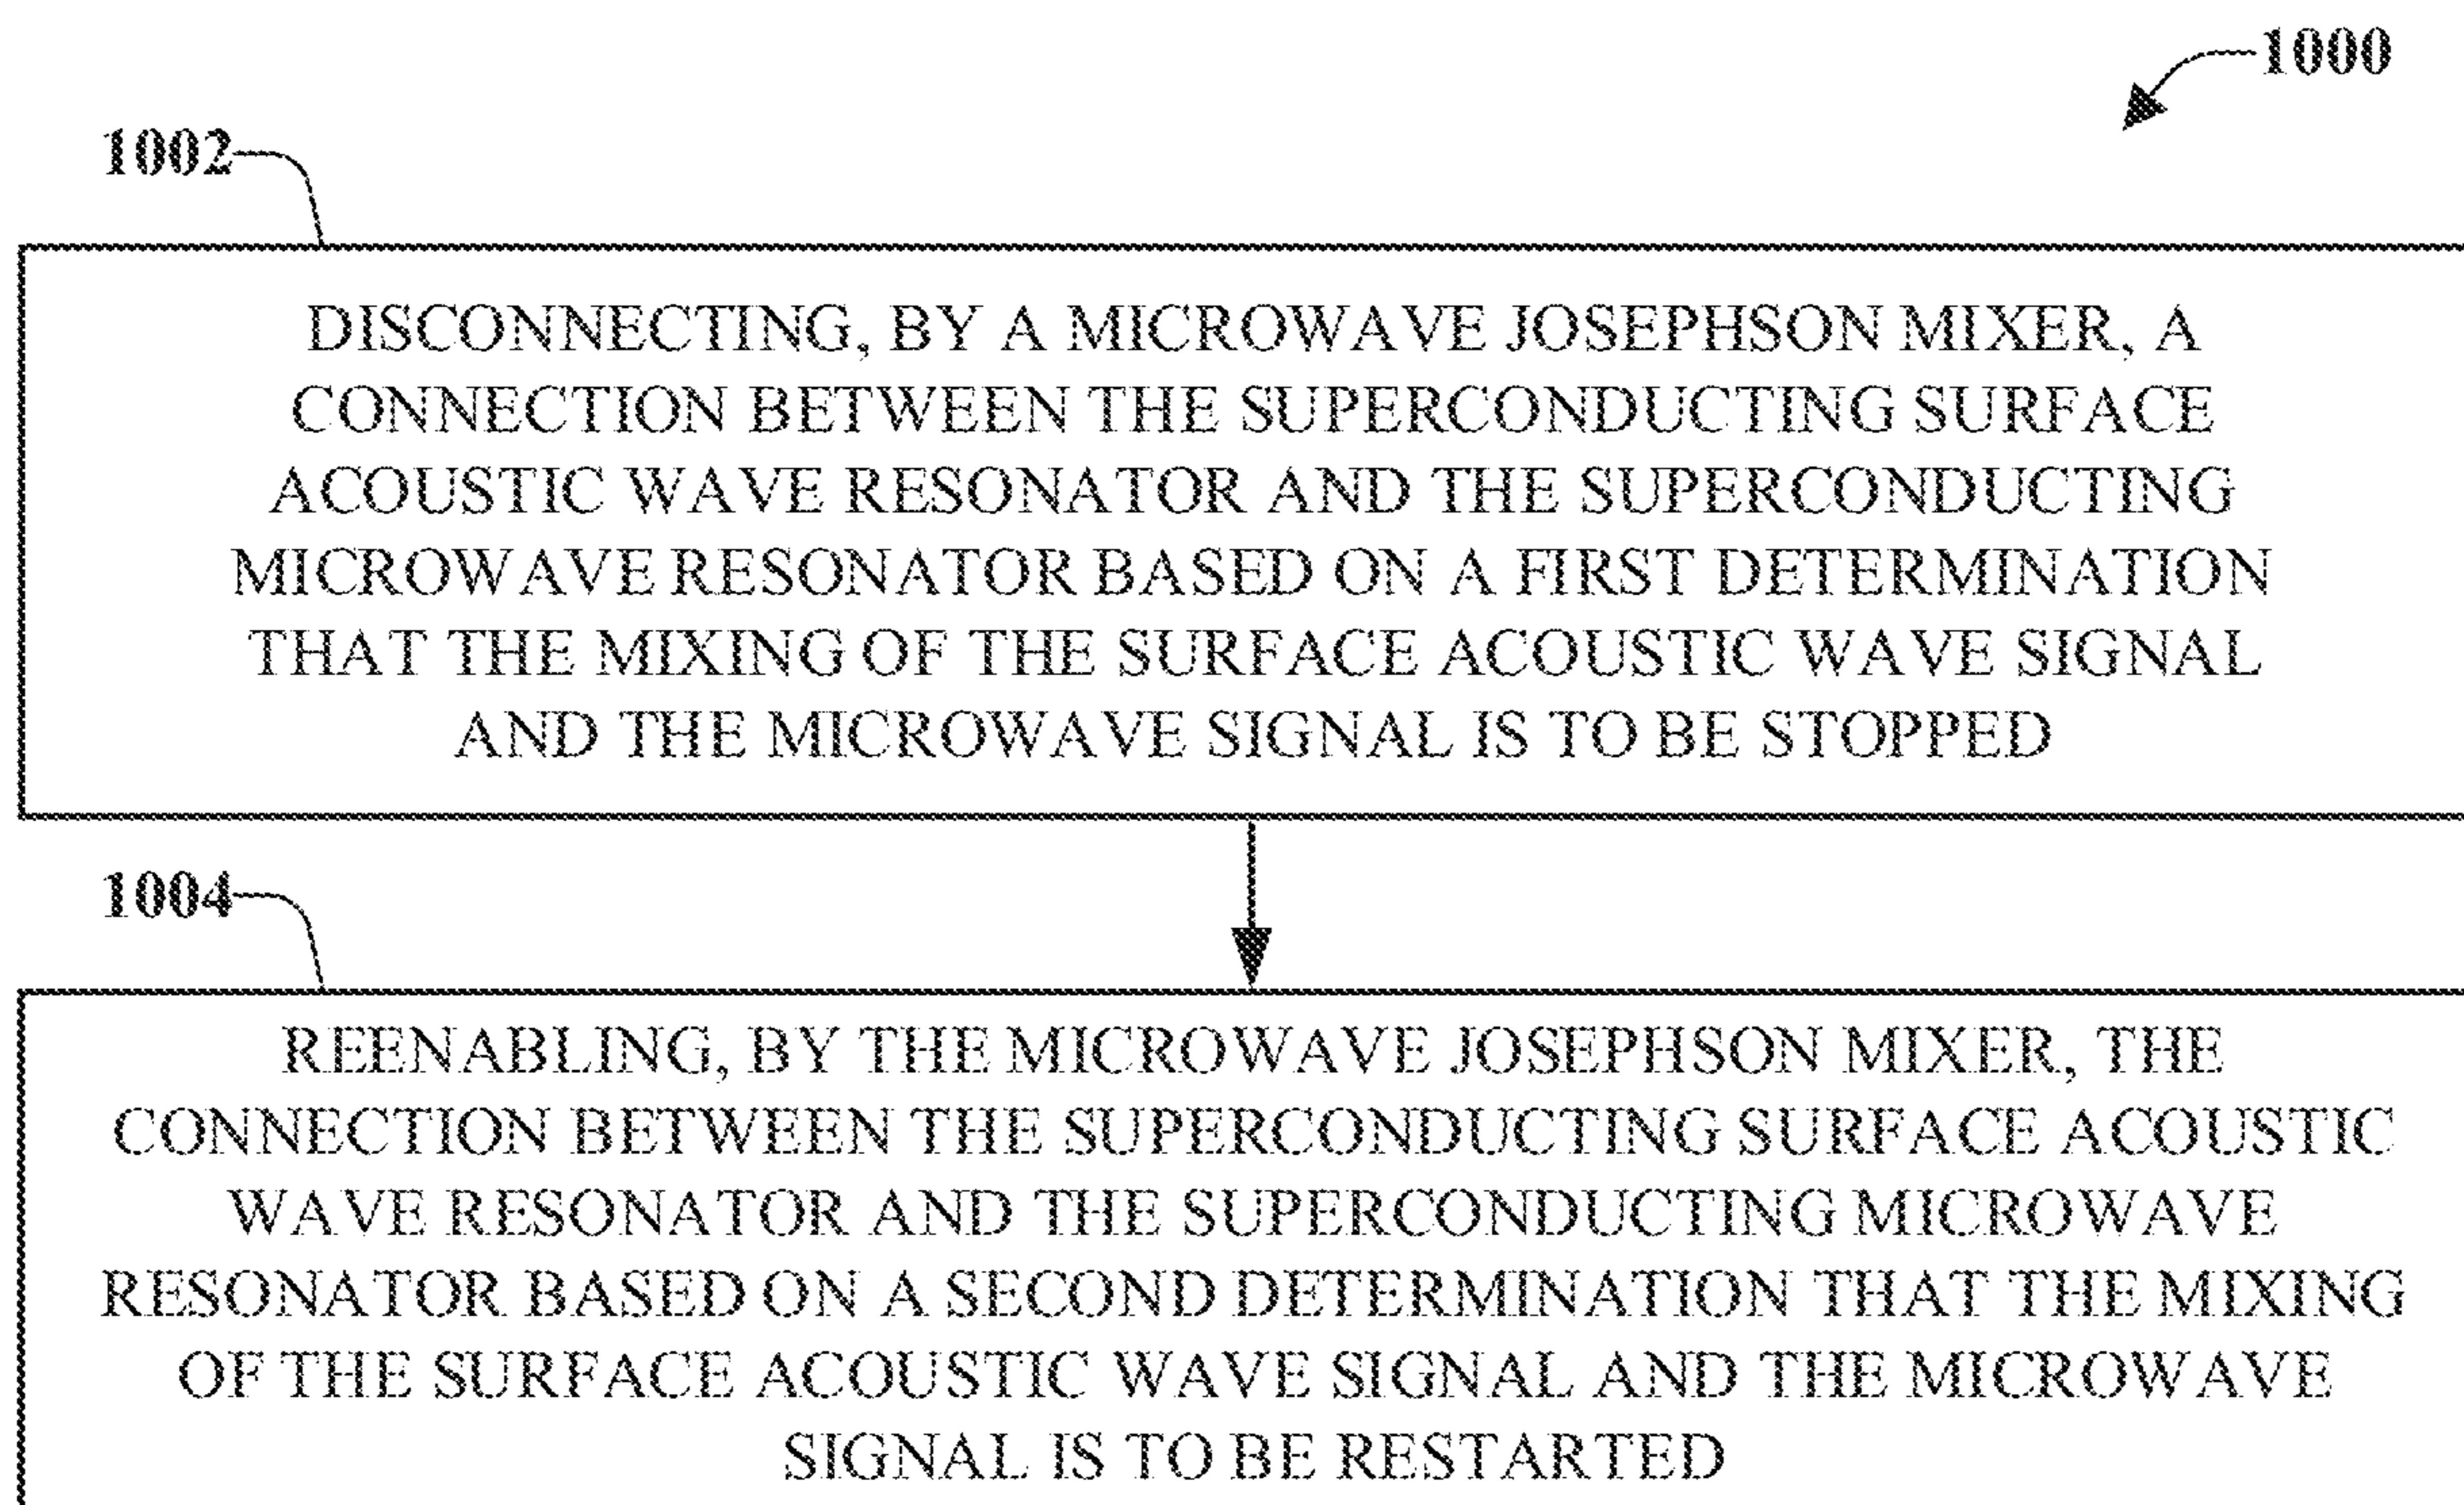 1000
1002
DISCONNECTING, BY A MICROWAVE JOSEPHSON MIXER, A
CONNECTION BETWEEN THE SUPERCONDUCTING SURFACE
ACOUSTIC WAVE RESONATOR AND THE SUPERCONDUCTING
MICROWAVE RESONATOR BASED ON A FIRST DETERMINATION
THAT THE MIXING OF THE SURFACE ACOUSTIC WAVE SIGNAL
AND THE MICROWAVE SIGNAL IS TO BE STOPPED
1004
REENABLING, BY THE MICROWAVE JOSEPHSON MIXER, THE
CONNECTION BETWEEN THE SUPERCONDUCTING SURFACE ACOUSTIC
WAVE RESONATOR AND THE SUPERCONDUCTING MICROWAVE
RESONATOR BASED ON A SECOND DETERMINATION THAT THE MIXING
OF THE SURFACE ACOUSTIC WAVE SIGNAL AND THE MICROWAVE
SIGNAL IS TO BE RESTARTED